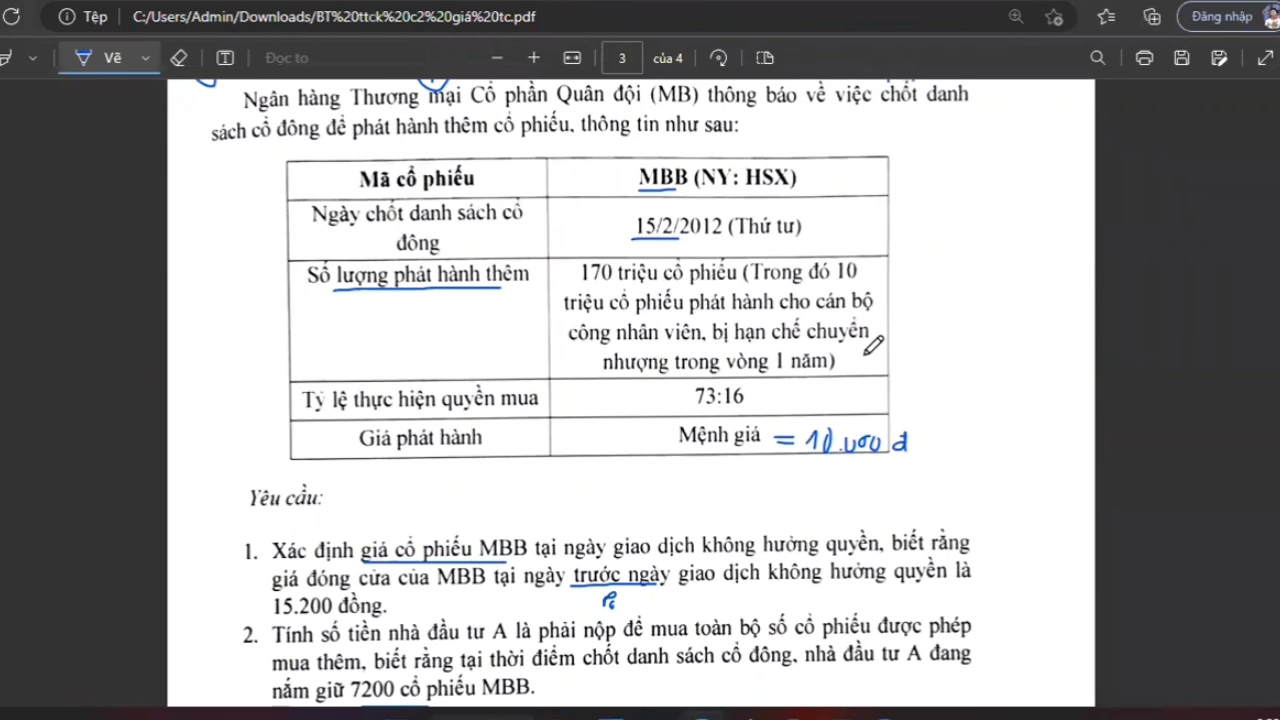 Tệp
C:/Users/Admin/Downloads/BT%20ttck%20c2%20giá%20tc.pdf
Đăng nhập
Vẽ
Đọc to
3
của 4
Ngân hàng Thương mại Cổ phần Quân đội (MB) thông báo về việc chốt danh
sách cổ đông để phát hành thêm cổ phiếu, thông tin như sau:
Mã cổ phiếu
MBB (NY: HSX)
Ngày chốt danh sách cổ
đông
15/2/2012 (Thứ tư)
Số lượng phát hành thêm
170 triệu cổ phiếu (Trong đó 10
triệu cổ phiếu phát hành cho cán bộ
công nhân viên, bị hạn chế chuyển
nhượng trong vòng 1 năm)
Tỷ lệ thực hiện quyền mua
73:16
Giá phát hành
Mệnh giá = 10.000 đ
Yêu cầu:
1. Xác định giá cổ phiếu MBB tại ngày giao dịch không hưởng quyền, biết rằng
giá đóng cửa của MBB tại ngày trước ngày giao dịch không hưởng quyền là
15.200 đồng.
2. Tính số tiền nhà đầu tư A là phải nộp để mua toàn bộ số cổ phiếu được phép
mua thêm, biết rằng tại thời điểm chốt danh sách cổ đông, nhà đầu tư A đang
nắm giữ 7200 cổ phiếu MBB.